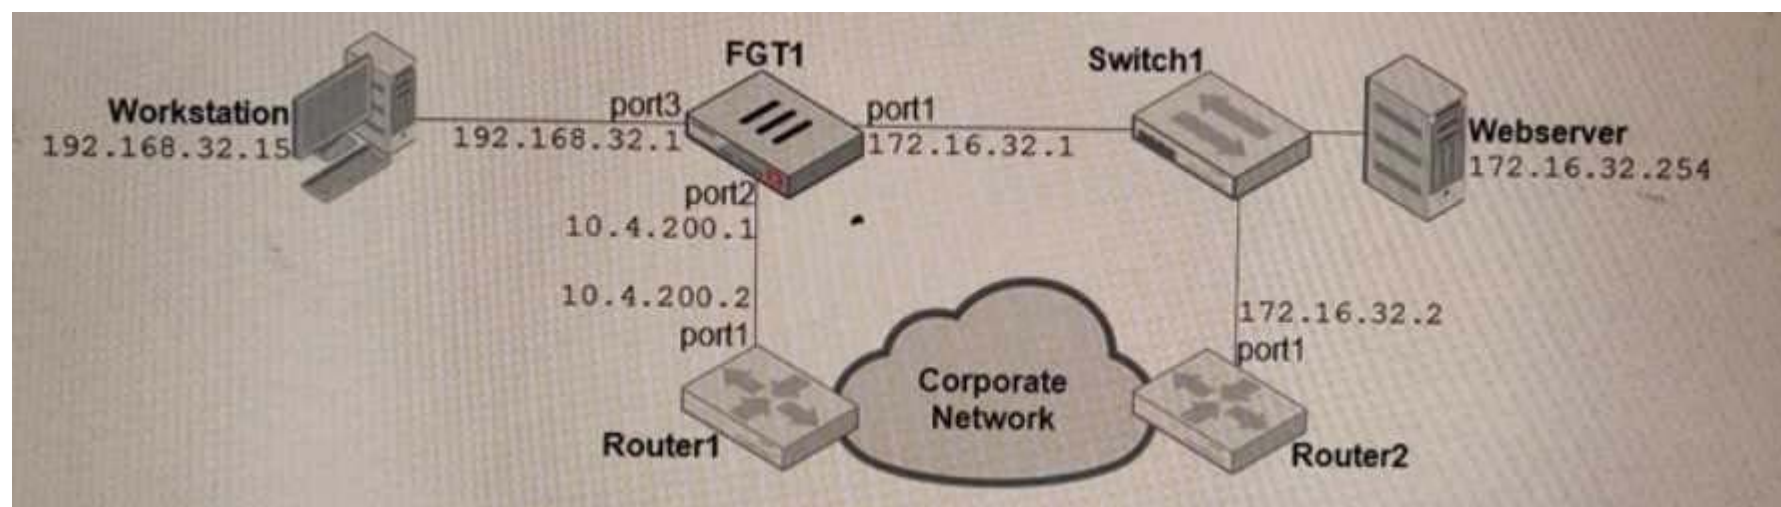 FGT1
Switch1
Workstation
192.168.32.15
port3
192.168.32.1
port1
172.16.32.1
Webserver
172.16.32.254
port2
10.4.200.1
10.4.200.2
port1
172.16.32.2
port1
Corporate
Network
Router1
Router2